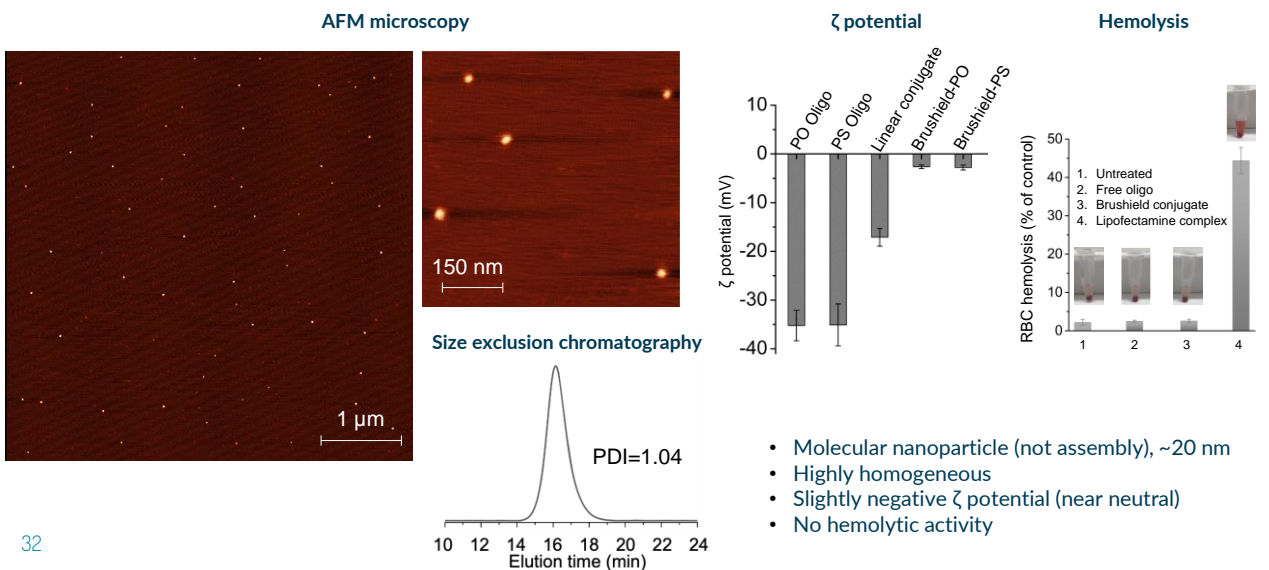 AFM microscopy
1 µm
150 nm
Size exclusion chromatography
PDI=1.04
10 12 14 16 18 20 22 24
Elution time (min)
ζ potential
PO Oligo
PS Oligo
Linear conjugate
Brushield-PO
Brushield-PS
ζ potential (mV)
10
0
-10
-20
-30
-40
Hemolysis
RBC hemolysis (% of control)
50
40
30
20
10
0
1. Untreated
2. Free oligo
3. Brushield conjugate
4. Lipofectamine complex
1 2 3 4
• Molecular nanoparticle (not assembly), ~20 nm
• Highly homogeneous
• Slightly negative ζ potential (near neutral)
• No hemolytic activity
32